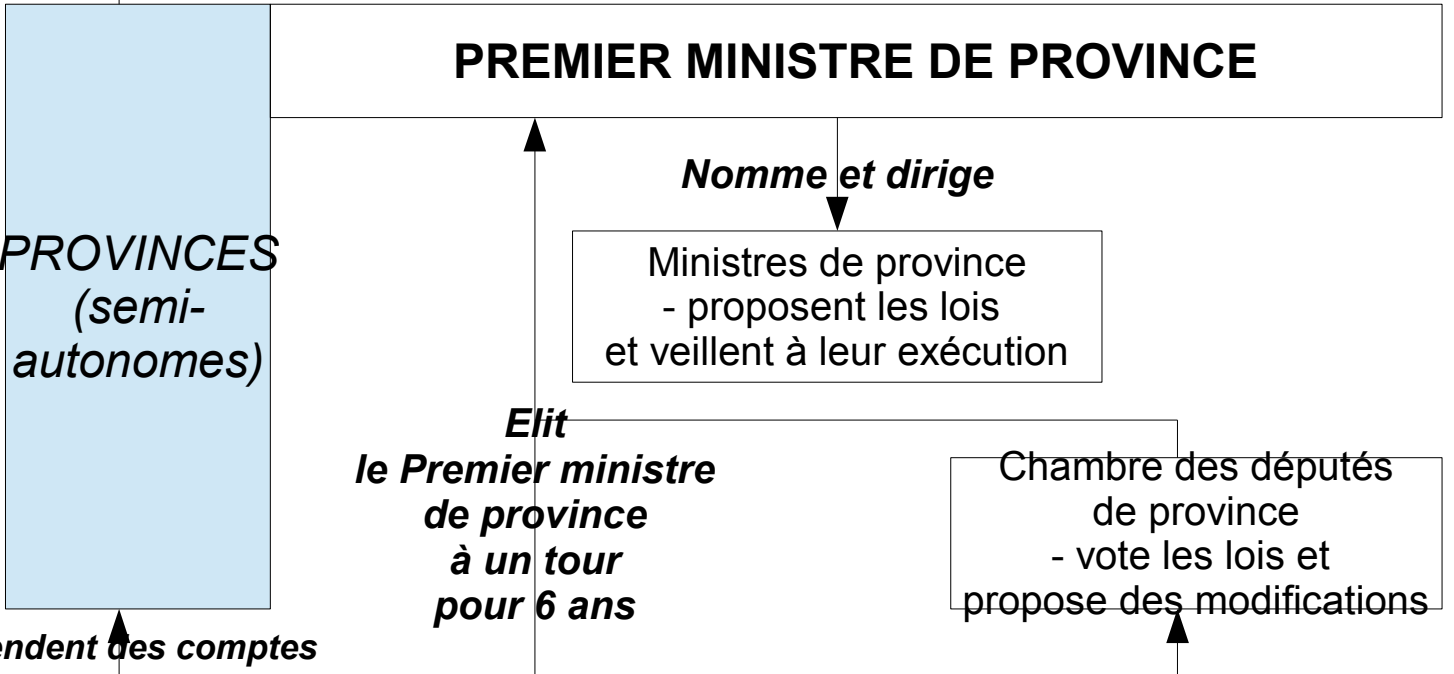 PREMIER MINISTRE DE PROVINCE
Nomme et dirige
PROVINCES
(semi-
autonomes)
Ministres de province
- proposent les lois
et veillent à leur exécution
Elit
le Premier ministre
de province
à un tour
pour 6 ans
Chambre des députés
de province
- vote les lois et
propose des modifications
des comptes